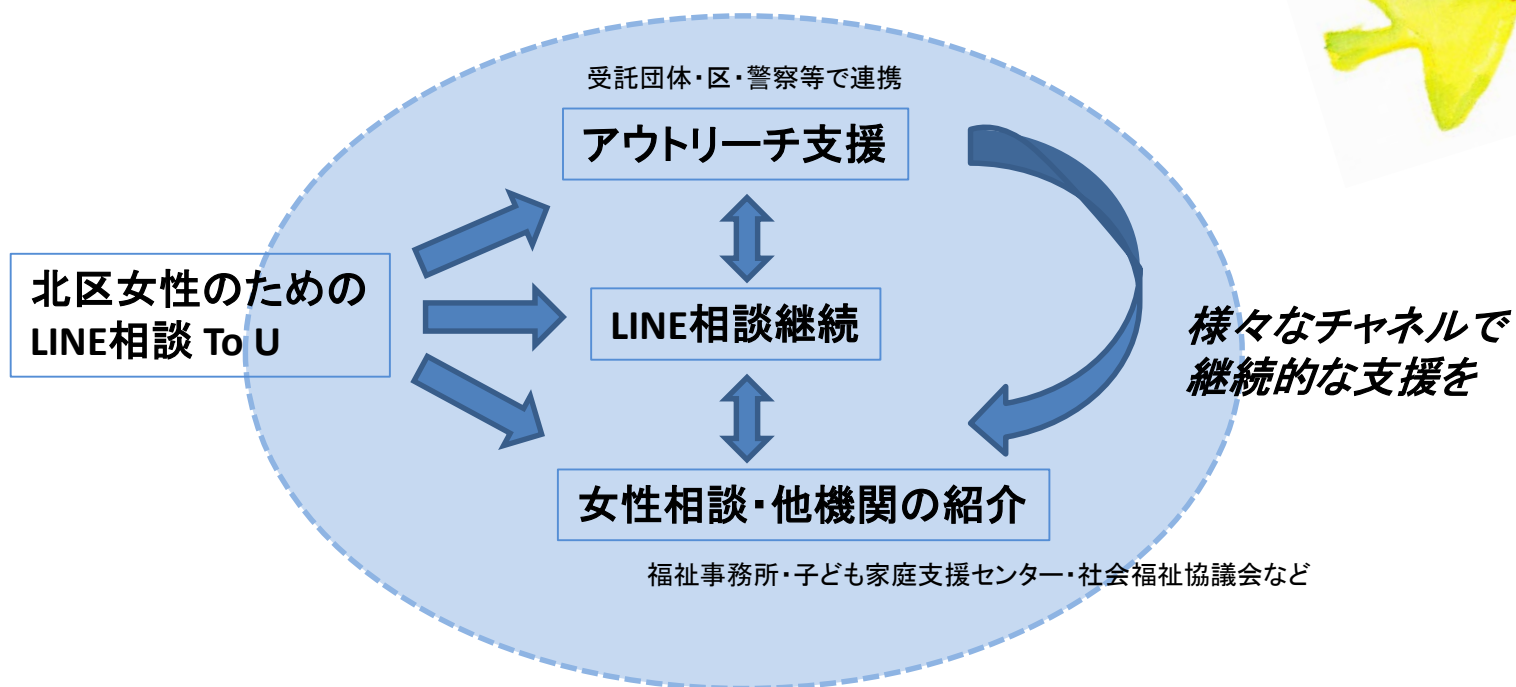 受託団体・区・警察等で連携
アウトリーチ支援
北区女性のための
LINE相談 To U
LINE相談継続
様々なチャネルで
継続的な支援を
女性相談・他機関の紹介
福祉事務所・子ども家庭支援センター・社会福祉協議会など